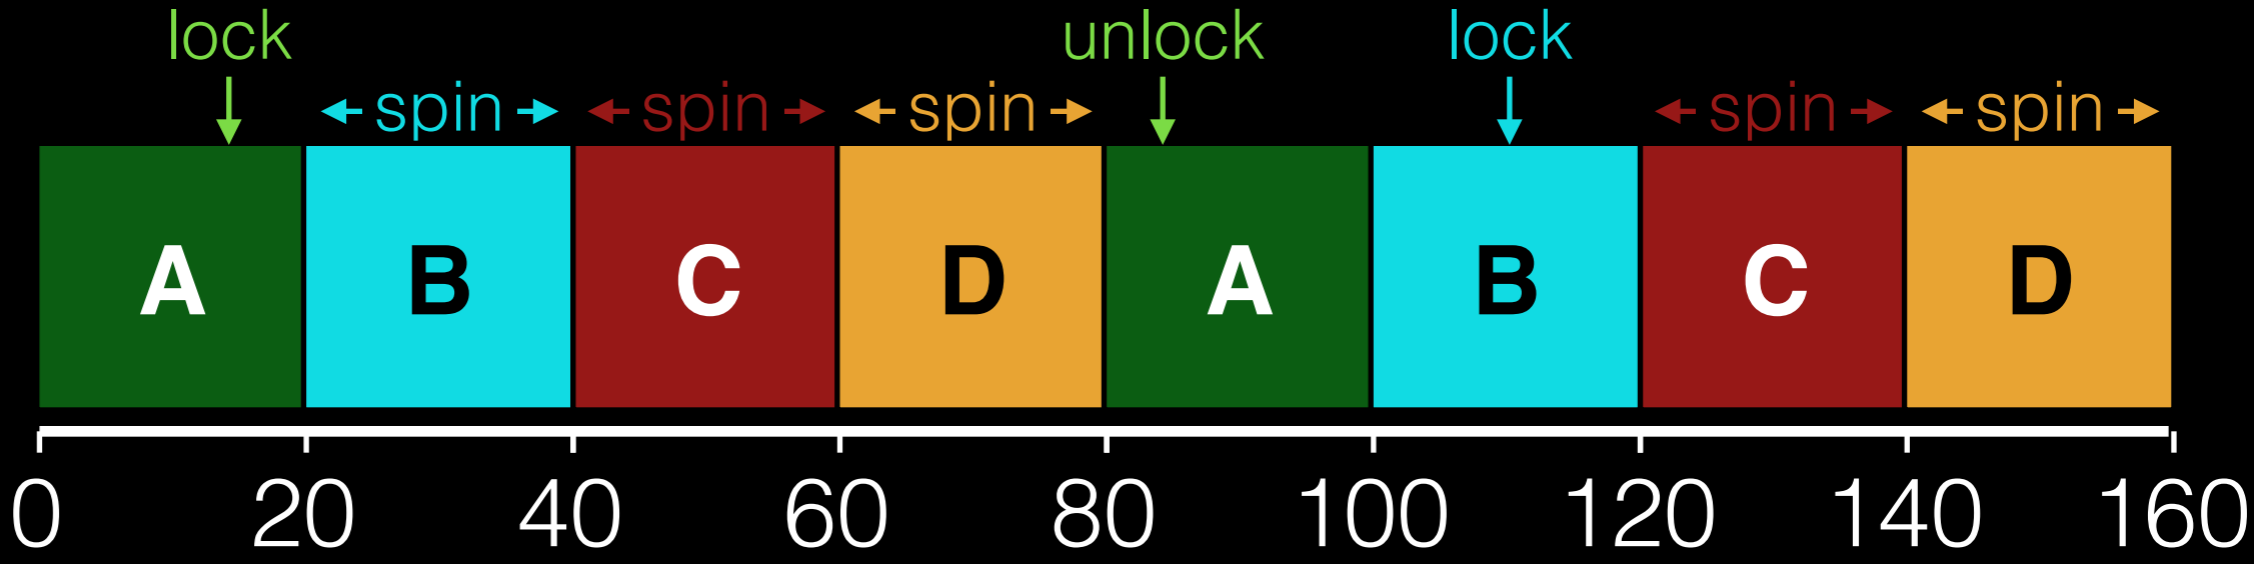 lock unlock lock
spin spin spin spin spin
A B C D A B C D
0 20 40 60 80 100 120 140 160